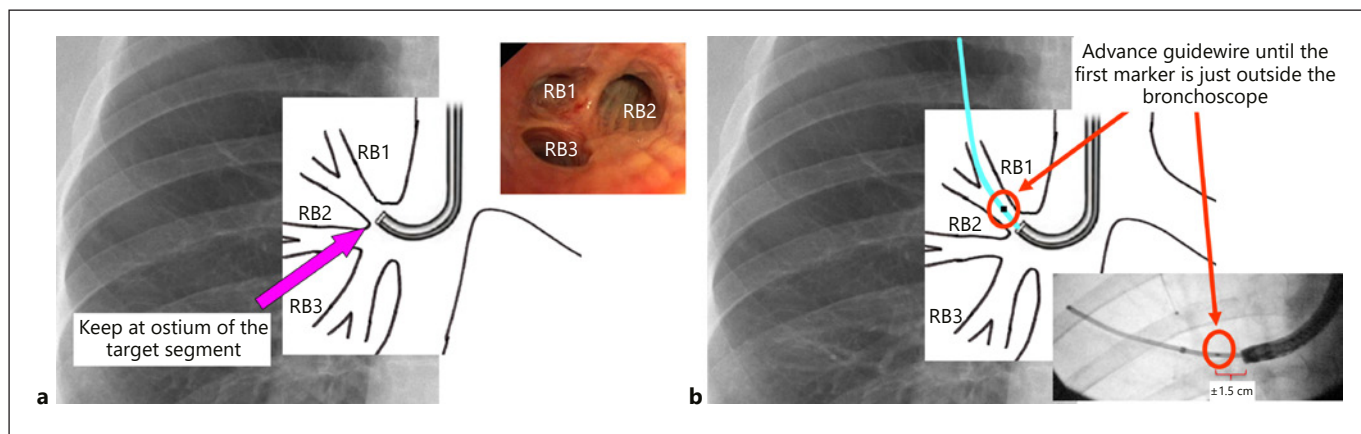 RB1
RB2
RB3
RB1
RB2
RB3
Keep at ostium of the
target segment
a
Advance guidewire until the
first marker is just outside the
bronchoscope
RB1
RB2
RB3
±1.5 cm
b